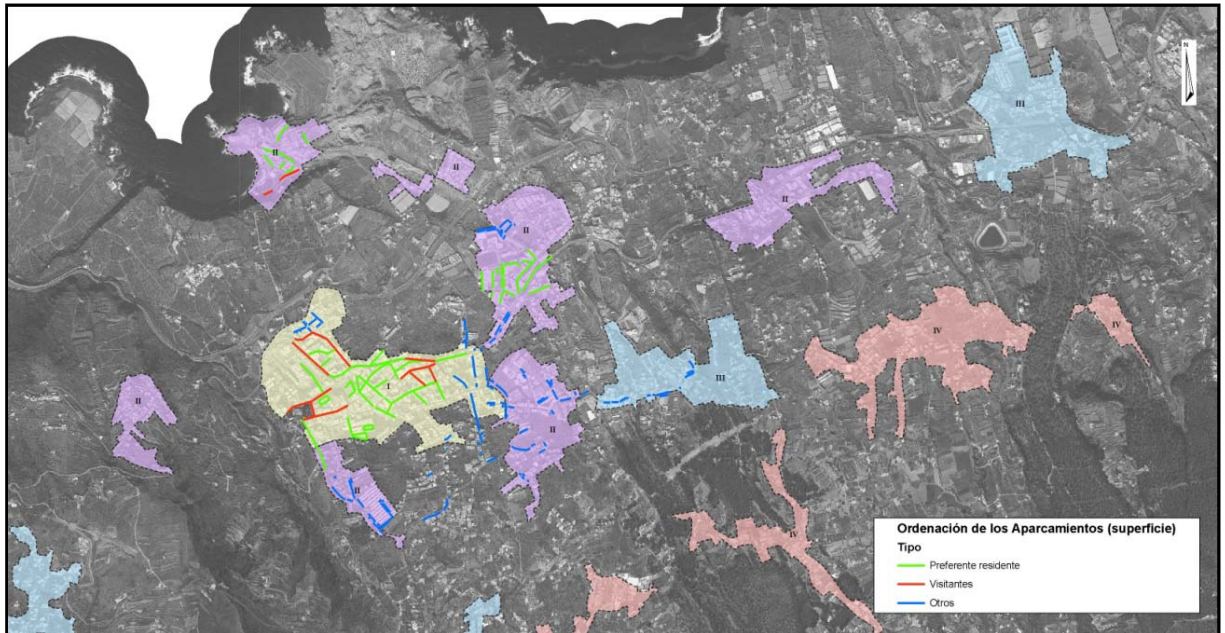 N
III
II
II
II
II
IV
IV
III
I
II
II
II
IV
Ordenación de los Aparcamientos (superficie)
Tipo
Preferente residente
Visitantes
Otros